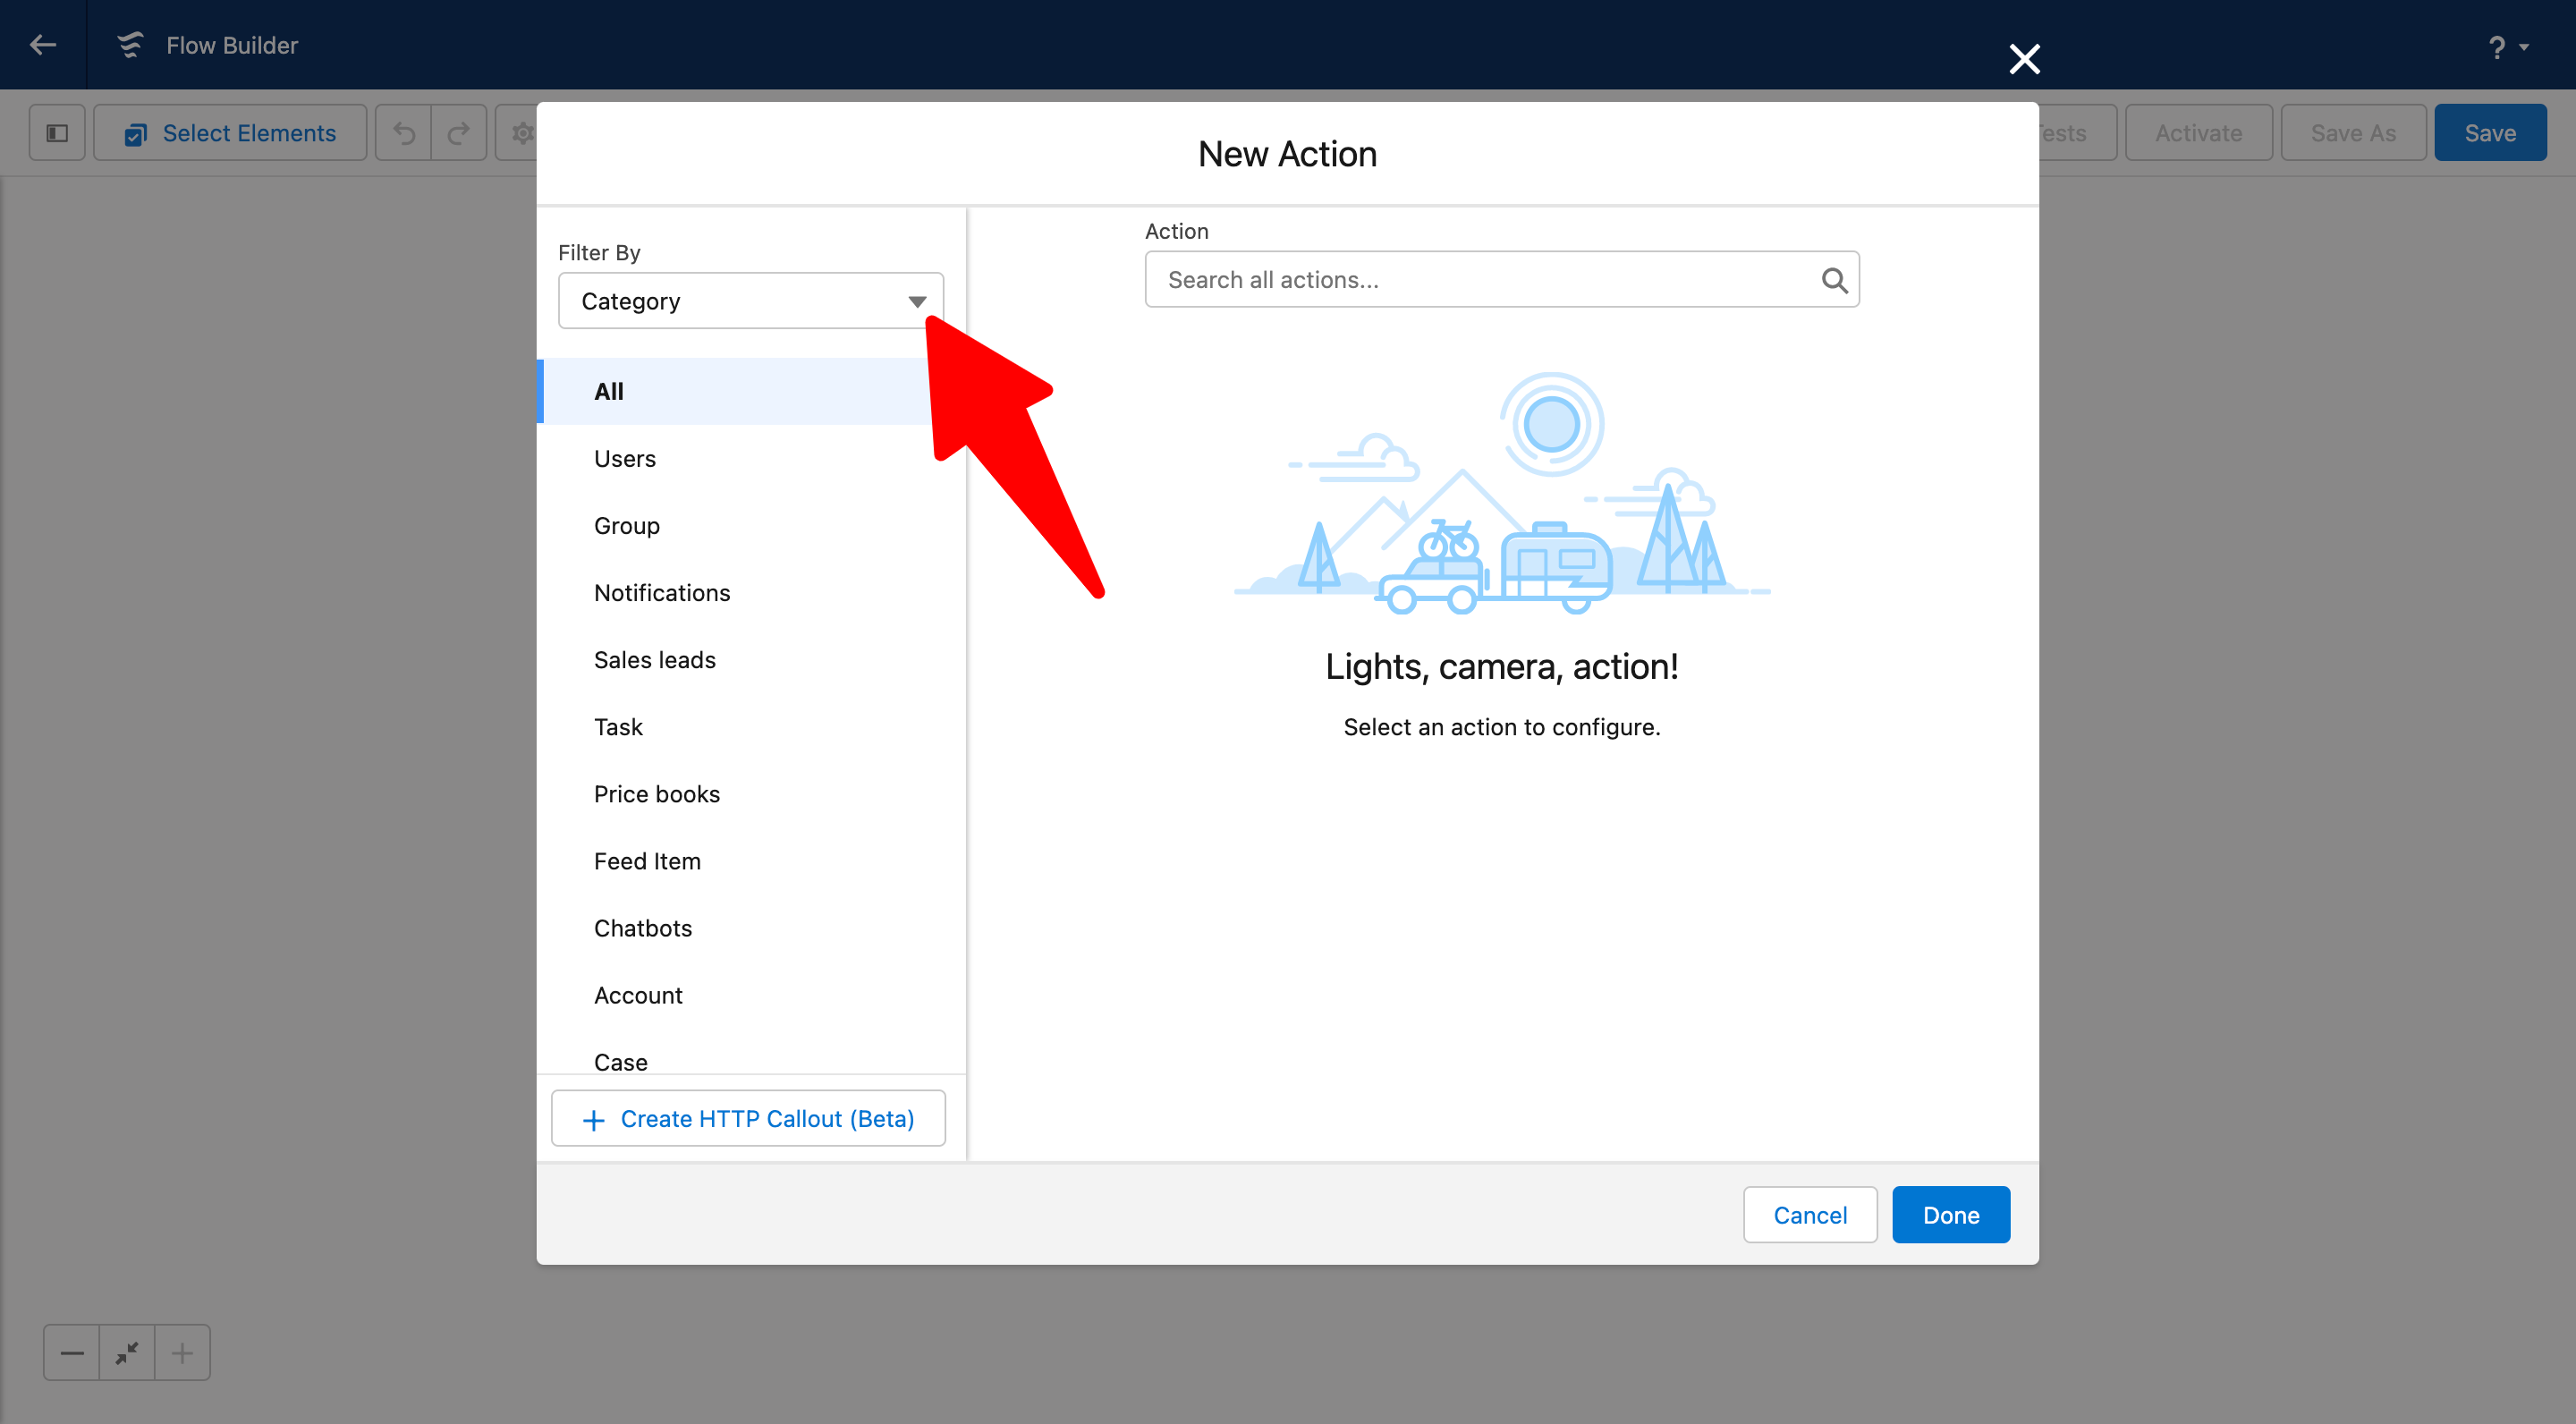 Flow Builder
?
Select Elements
Activate
Save As
Save
New Action
Filter By
Category
All
Users
Group
Notifications
Sales leads
Task
Price books
Feed Item
Chatbots
Account
Case
Create HTTP Callout (Beta)
Action
Search all actions...
Lights, camera, action!
Select an action to configure.
Cancel
Done